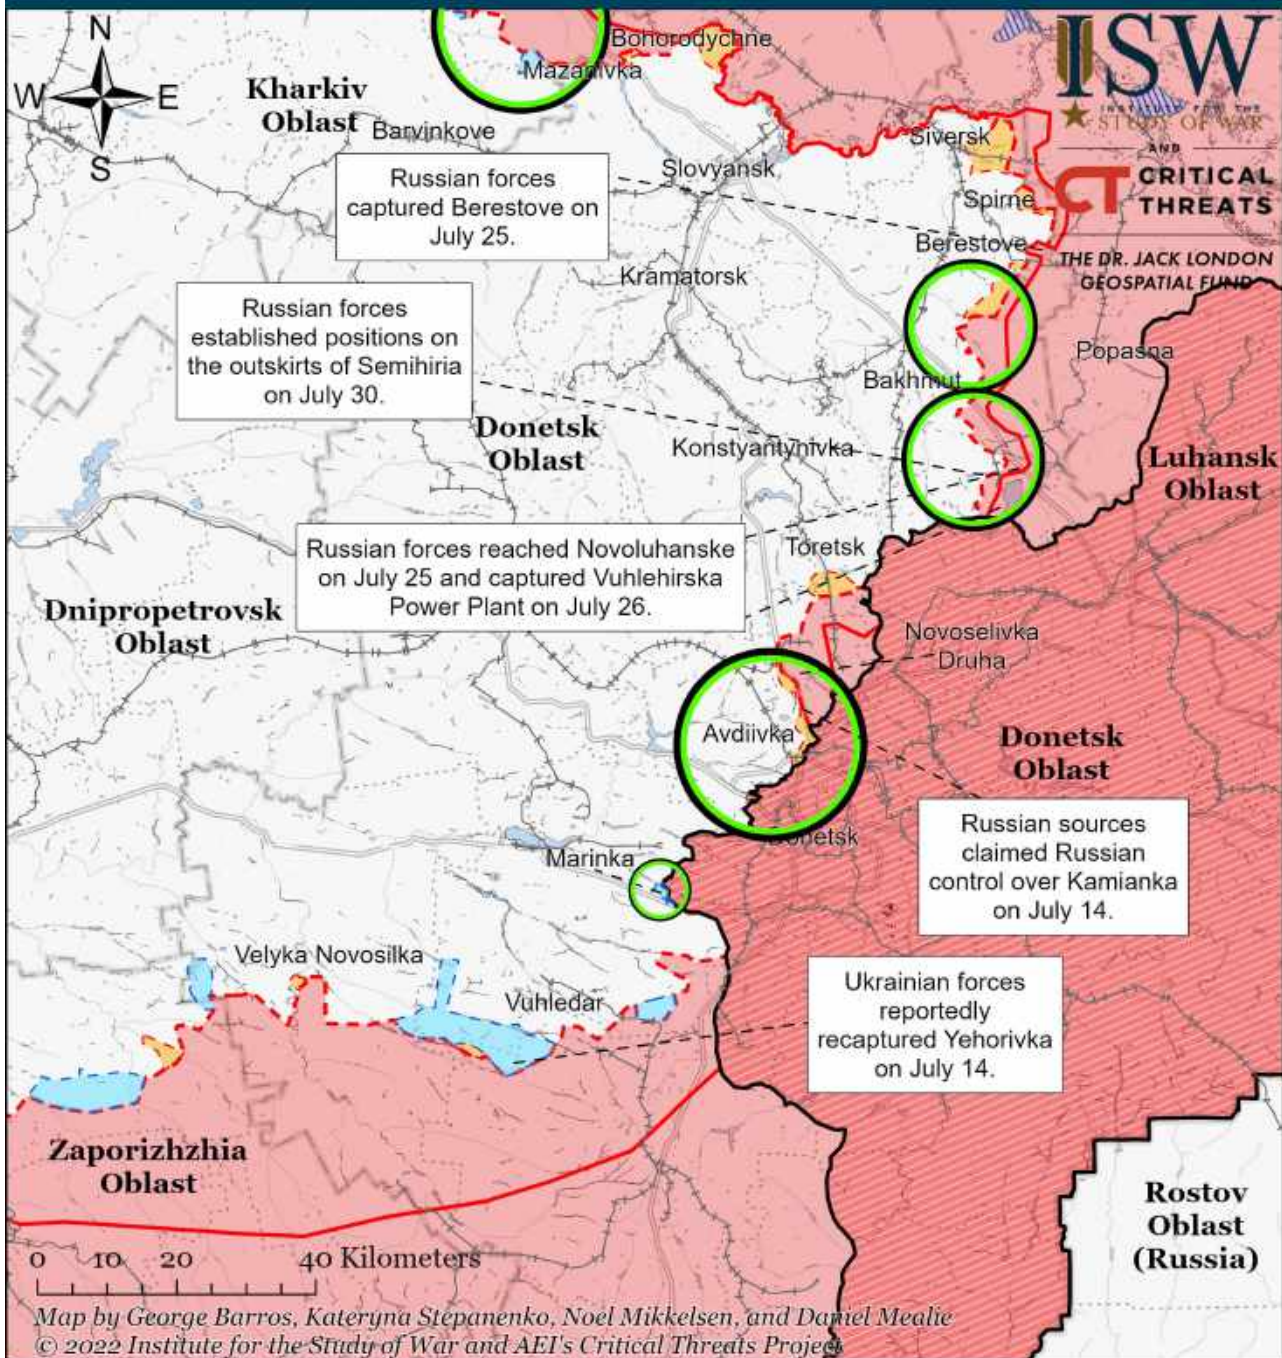 N
W
E
S
Kharkiv
Oblast
Barvinkove
Bohorodychne
Mazanivka
ISW
INSTITUTE FOR THE
STUDY OF WAR
AND
CT CRITICAL
THREATS
THE DR. JACK LONDON
GEOSPATIAL FUND
Siversk
Slovyansk
Spirne
Berestove
Russian forces
captured Berestove on
July 25.
Kramatorsk
Russian forces
established positions on
the outskirts of Semihiria
on July 30.
Popasna
Bakhmut
Donetsk
Oblast
Konstyantynivka
Luhansk
Oblast
Russian forces reached Novoluhanske
on July 25 and captured Vuhlehirska
Power Plant on July 26.
Toretsk
Dnipropetrovsk
Oblast
Novoselivka
Druha
Avdiivka
Donetsk
Oblast
Donetsk
Marinka
Russian sources
claimed Russian
control over Kamianka
on July 14.
Velyka Novosilka
Vuhledar
Ukrainian forces
reportedly
recaptured Yehorivka
on July 14.
Zaporizhzhia
Oblast
Rostov
Oblast
(Russia)
0 10 20 40 Kilometers
Map by George Barros, Kateryna Stepanenko, Noel Mikkelsen, and Daniel Mealie
© 2022 Institute for the Study of War and AEI's Critical Threats Project